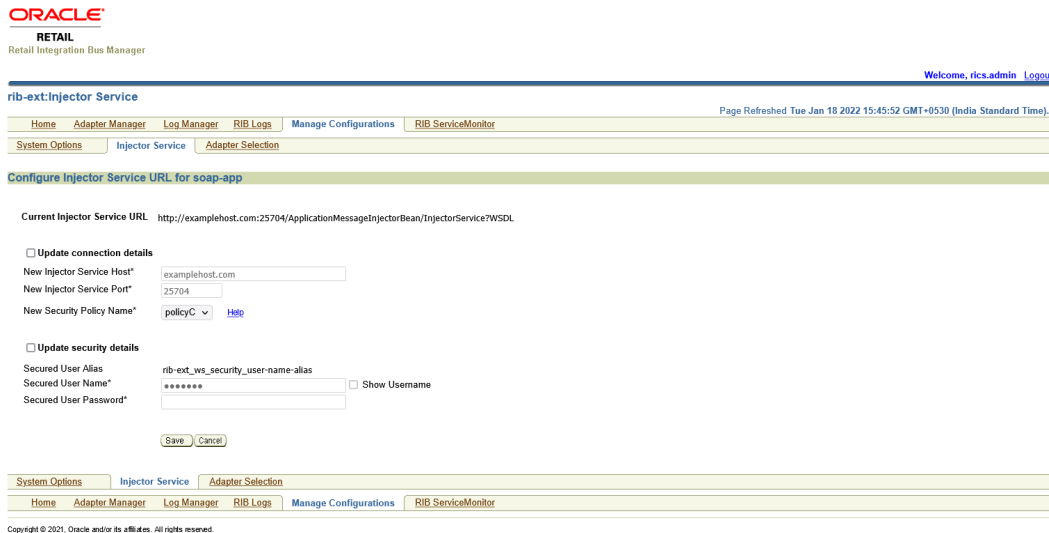 ORACLE®
RETAIL
Retail Integration Bus Manager
Welcome, rics.admin Logou
rib-ext:Injector Service
Page Refreshed Tue Jan 18 2022 15:45:52 GMT+0530 (India Standard Time).
Home Adapter Manager Log Manager RIB Logs Manage Configurations RIB ServiceMonitor
System Options Injector Service Adapter Selection
Configure Injector Service URL for soap-app
Current Injector Service URL http://examplehost.com:25704/ApplicationMessageInjectorBean/InjectorService?WSDL
Update connection details
New Injector Service Host* examplehost.com
New Injector Service Port* 25704
New Security Policy Name* policyC Help
Update security details
Secured User Alias rib-ext_ws_security_user-name-alias
Secured User Name* ●●●●●●● Show Username
Secured User Password*
Save Cancel
System Options Injector Service Adapter Selection
Home Adapter Manager Log Manager RIB Logs Manage Configurations RIB ServiceMonitor
Copyright © 2021, Oracle and/or its affiliates. All rights reserved.